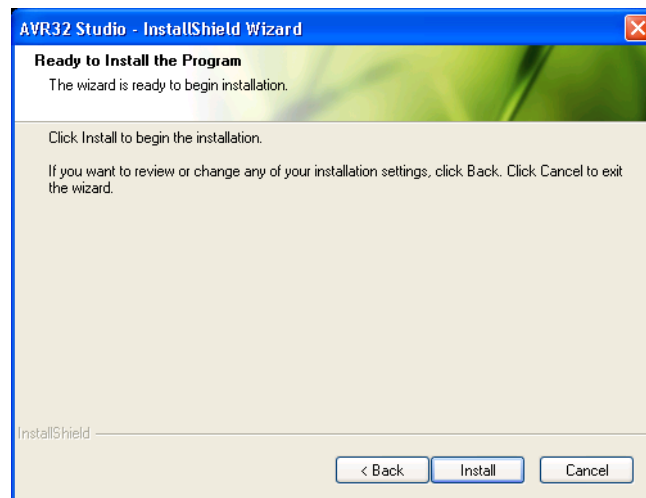 AVR32 Studio - InstallShield Wizard
Ready to Install the Program
The wizard is ready to begin installation.
Click Install to begin the installation.
If you want to review or change any of your installation settings, click Back. Click Cancel to exit
the wizard.
InstallShield
< Back Install Cancel